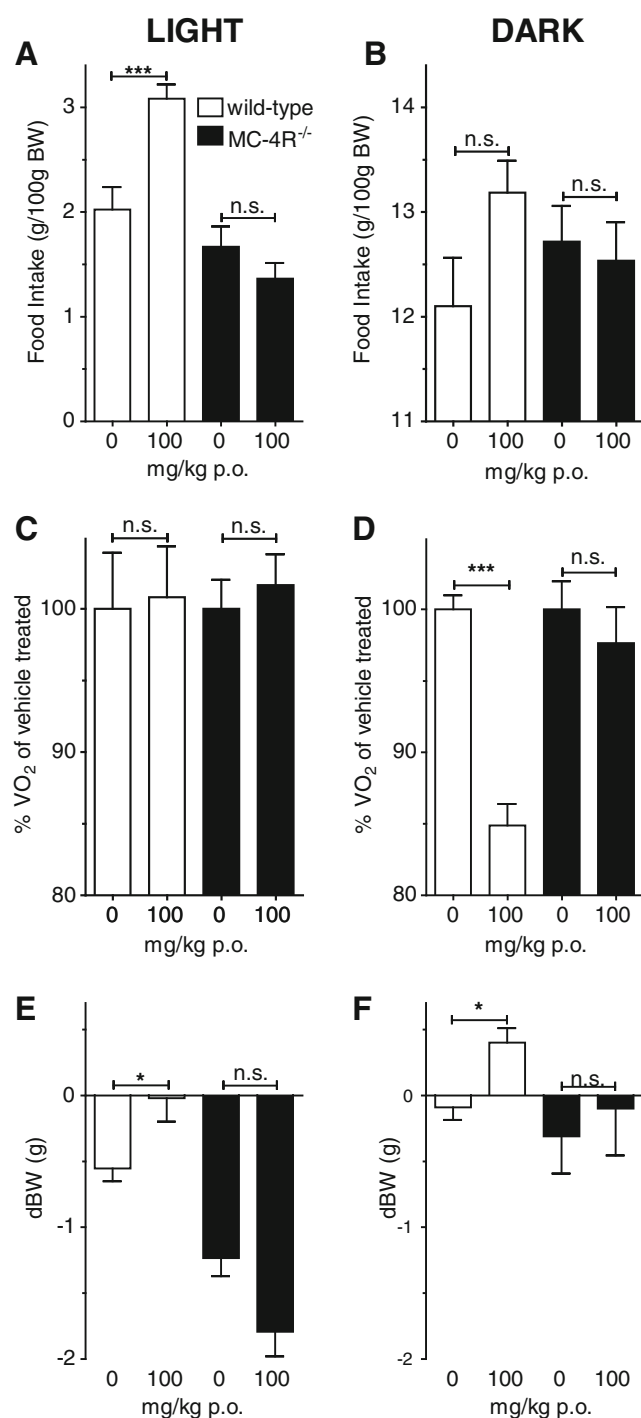 LIGHT
DARK
A
***
3
2
1
0
Food Intake (g/100g BW)
wild-type
MC-4R-/-
n.s.
0 100 0 100
mg/kg p.o.
B
14
13
12
11
Food Intake (g/100g BW)
n.s.
n.s.
0 100 0 100
mg/kg p.o.
C
n.s.
n.s.
100
90
80
% VO2 of vehicle treated
0 100 0 100
mg/kg p.o.
D
***
n.s.
100
90
80
% VO2 of vehicle treated
0 100 0 100
mg/kg p.o.
E
*
n.s.
0
-1
-2
dBW (g)
0 100 0 100
mg/kg p.o.
F
*
n.s.
0
-1
-2
dBW (g)
0 100 0 100
mg/kg p.o.